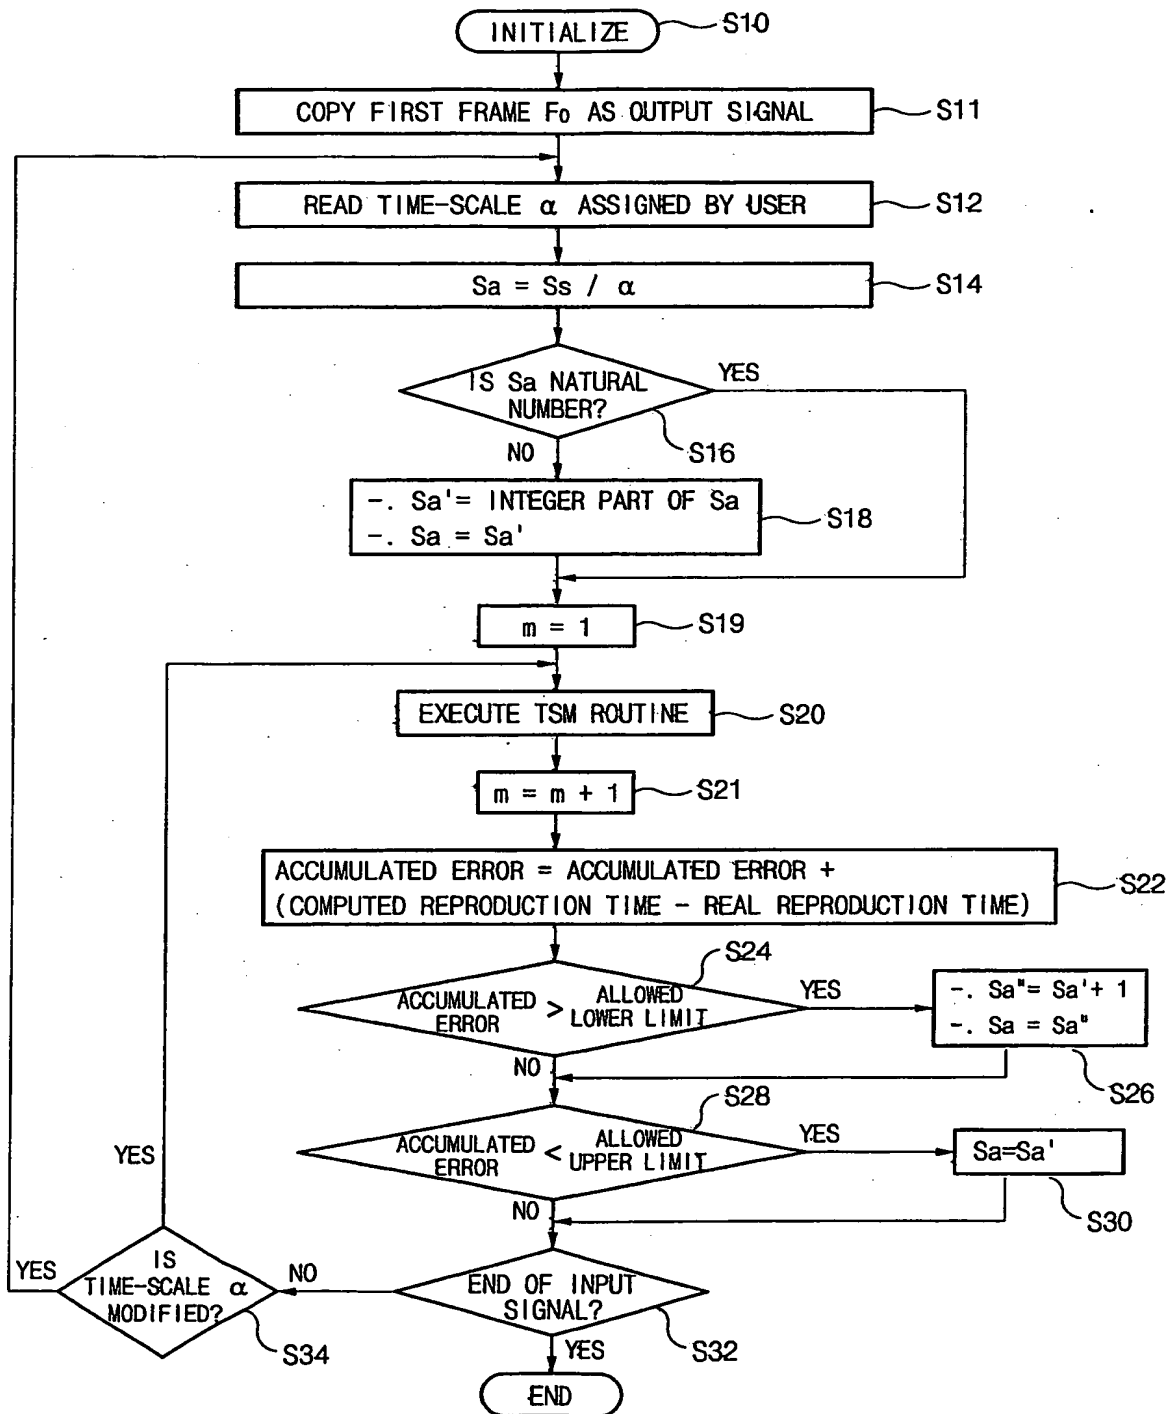 INITIALIZE
S10
COPY FIRST FRAME F0 AS OUTPUT SIGNAL
S11
READ TIME-SCALE α ASSIGNED BY USER
S12
Sa = Ss / α
S14
IS Sa NATURAL
NUMBER?
YES
S16
NO
-. Sa'= INTEGER PART OF Sa
-. Sa = Sa'
S18
m = 1
S19
EXECUTE TSM ROUTINE
S20
m = m + 1
S21
ACCUMULATED ERROR = ACCUMULATED ERROR +
(COMPUTED REPRODUCTION TIME - REAL REPRODUCTION TIME)
S22
S24
ACCUMULATED
ERROR
>
ALLOWED
LOWER LIMIT
YES
-. Sa"= Sa'+ 1
-. Sa = Sa"
S26
NO
S28
ACCUMULATED
ERROR
<
ALLOWED
UPPER LIMIT
YES
Sa=Sa'
S30
NO
YES
YES
IS
TIME-SCALE α
MODIFIED?
S34
NO
END OF INPUT
SIGNAL?
S32
YES
END